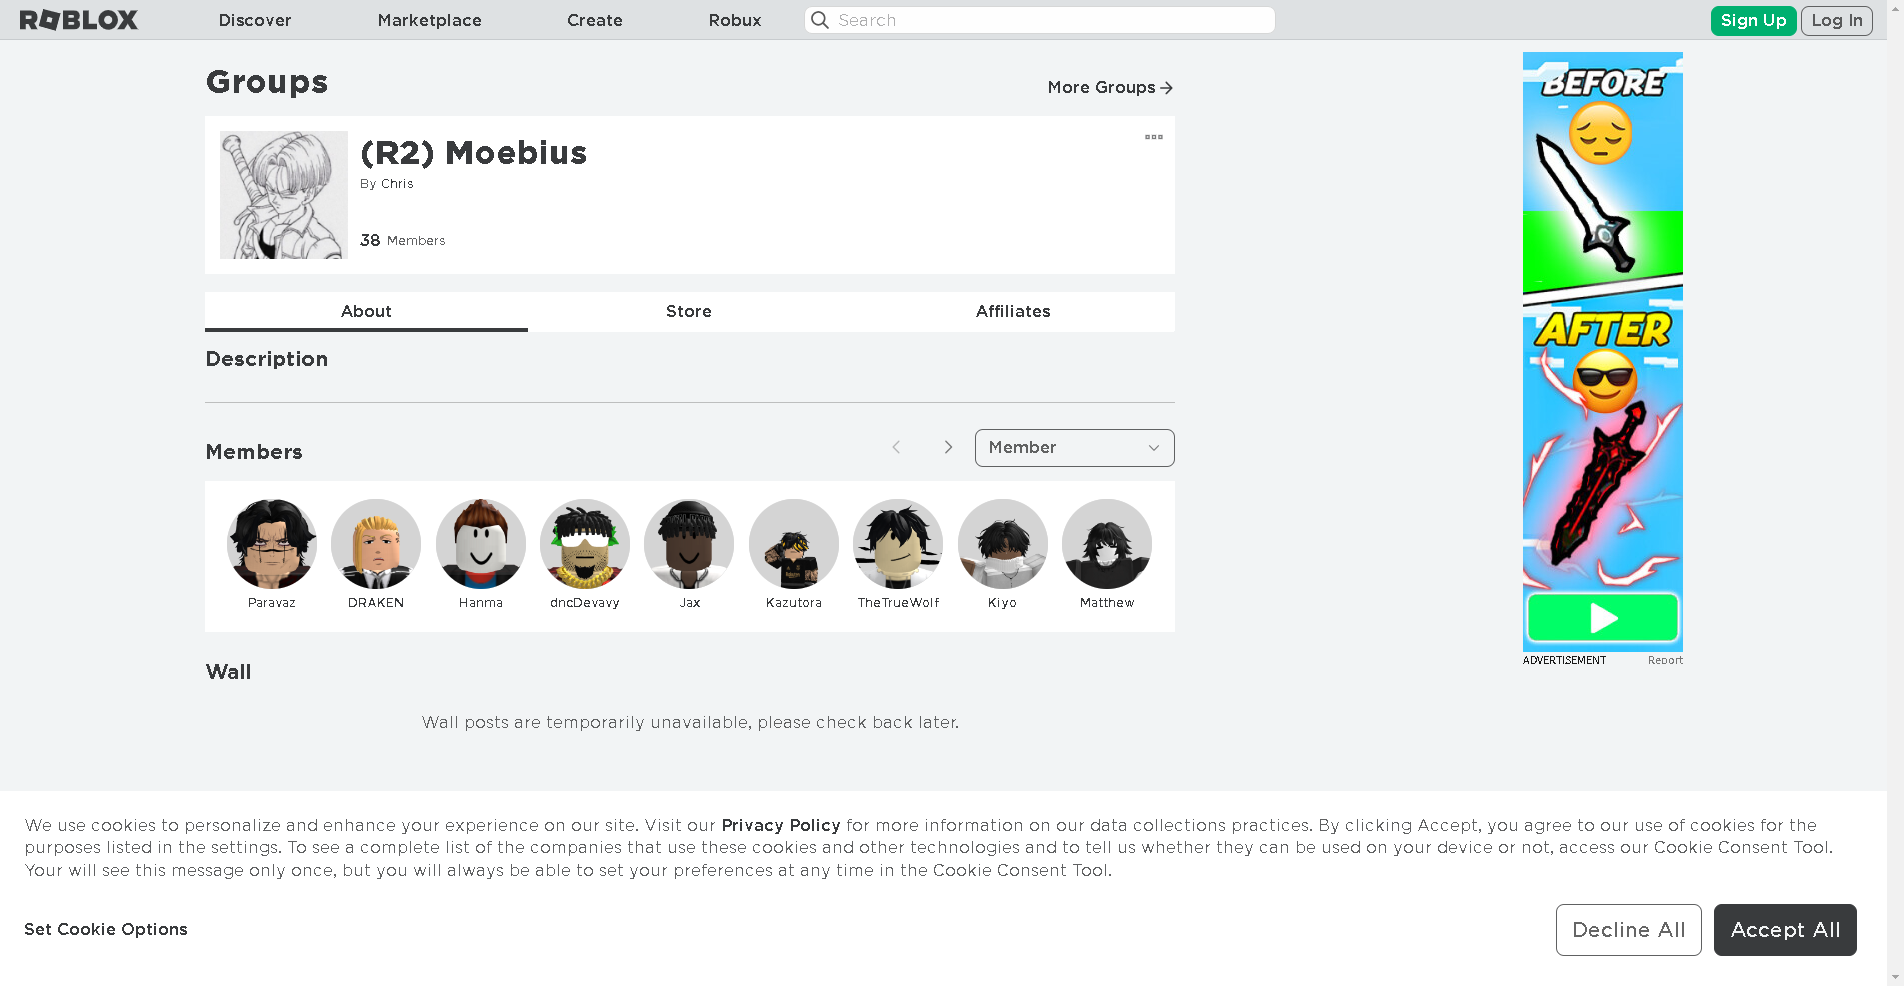 ROBLOX Discover Marketplace Create Robux Search Sign Up Log In
Groups
More Groups
(R2) Moebius
By Chris
38 Members
About Store Affiliates
Description
Members
Member
Paravaz DRAKEN Hanma dncDevavy Jax Kazutora TheTrueWolf Kiyo Matthew
Wall
Wall posts are temporarily unavailable, please check back later.
BEFORE
AFTER
ADVERTISEMENT Report
We use cookies to personalize and enhance your experience on our site. Visit our Privacy Policy for more information on our data collections practices. By clicking Accept, you agree to our use of cookies for the
purposes listed in the settings. To see a complete list of the companies that use these cookies and other technologies and to tell us whether they can be used on your device or not, access our Cookie Consent Tool.
Your will see this message only once, but you will always be able to set your preferences at any time in the Cookie Consent Tool.
Set Cookie Options
Decline All
Accept All